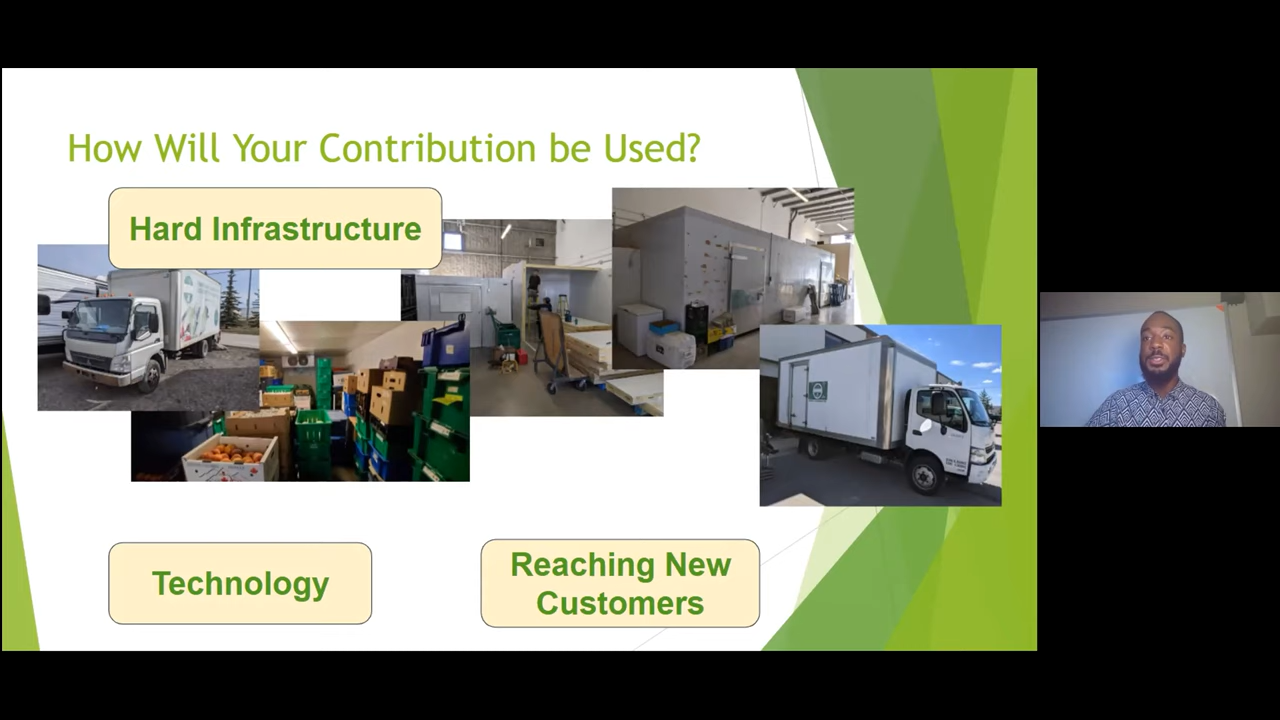 How Will Your Contribution be Used?
Hard Infrastructure
Technology
Reaching New
Customers